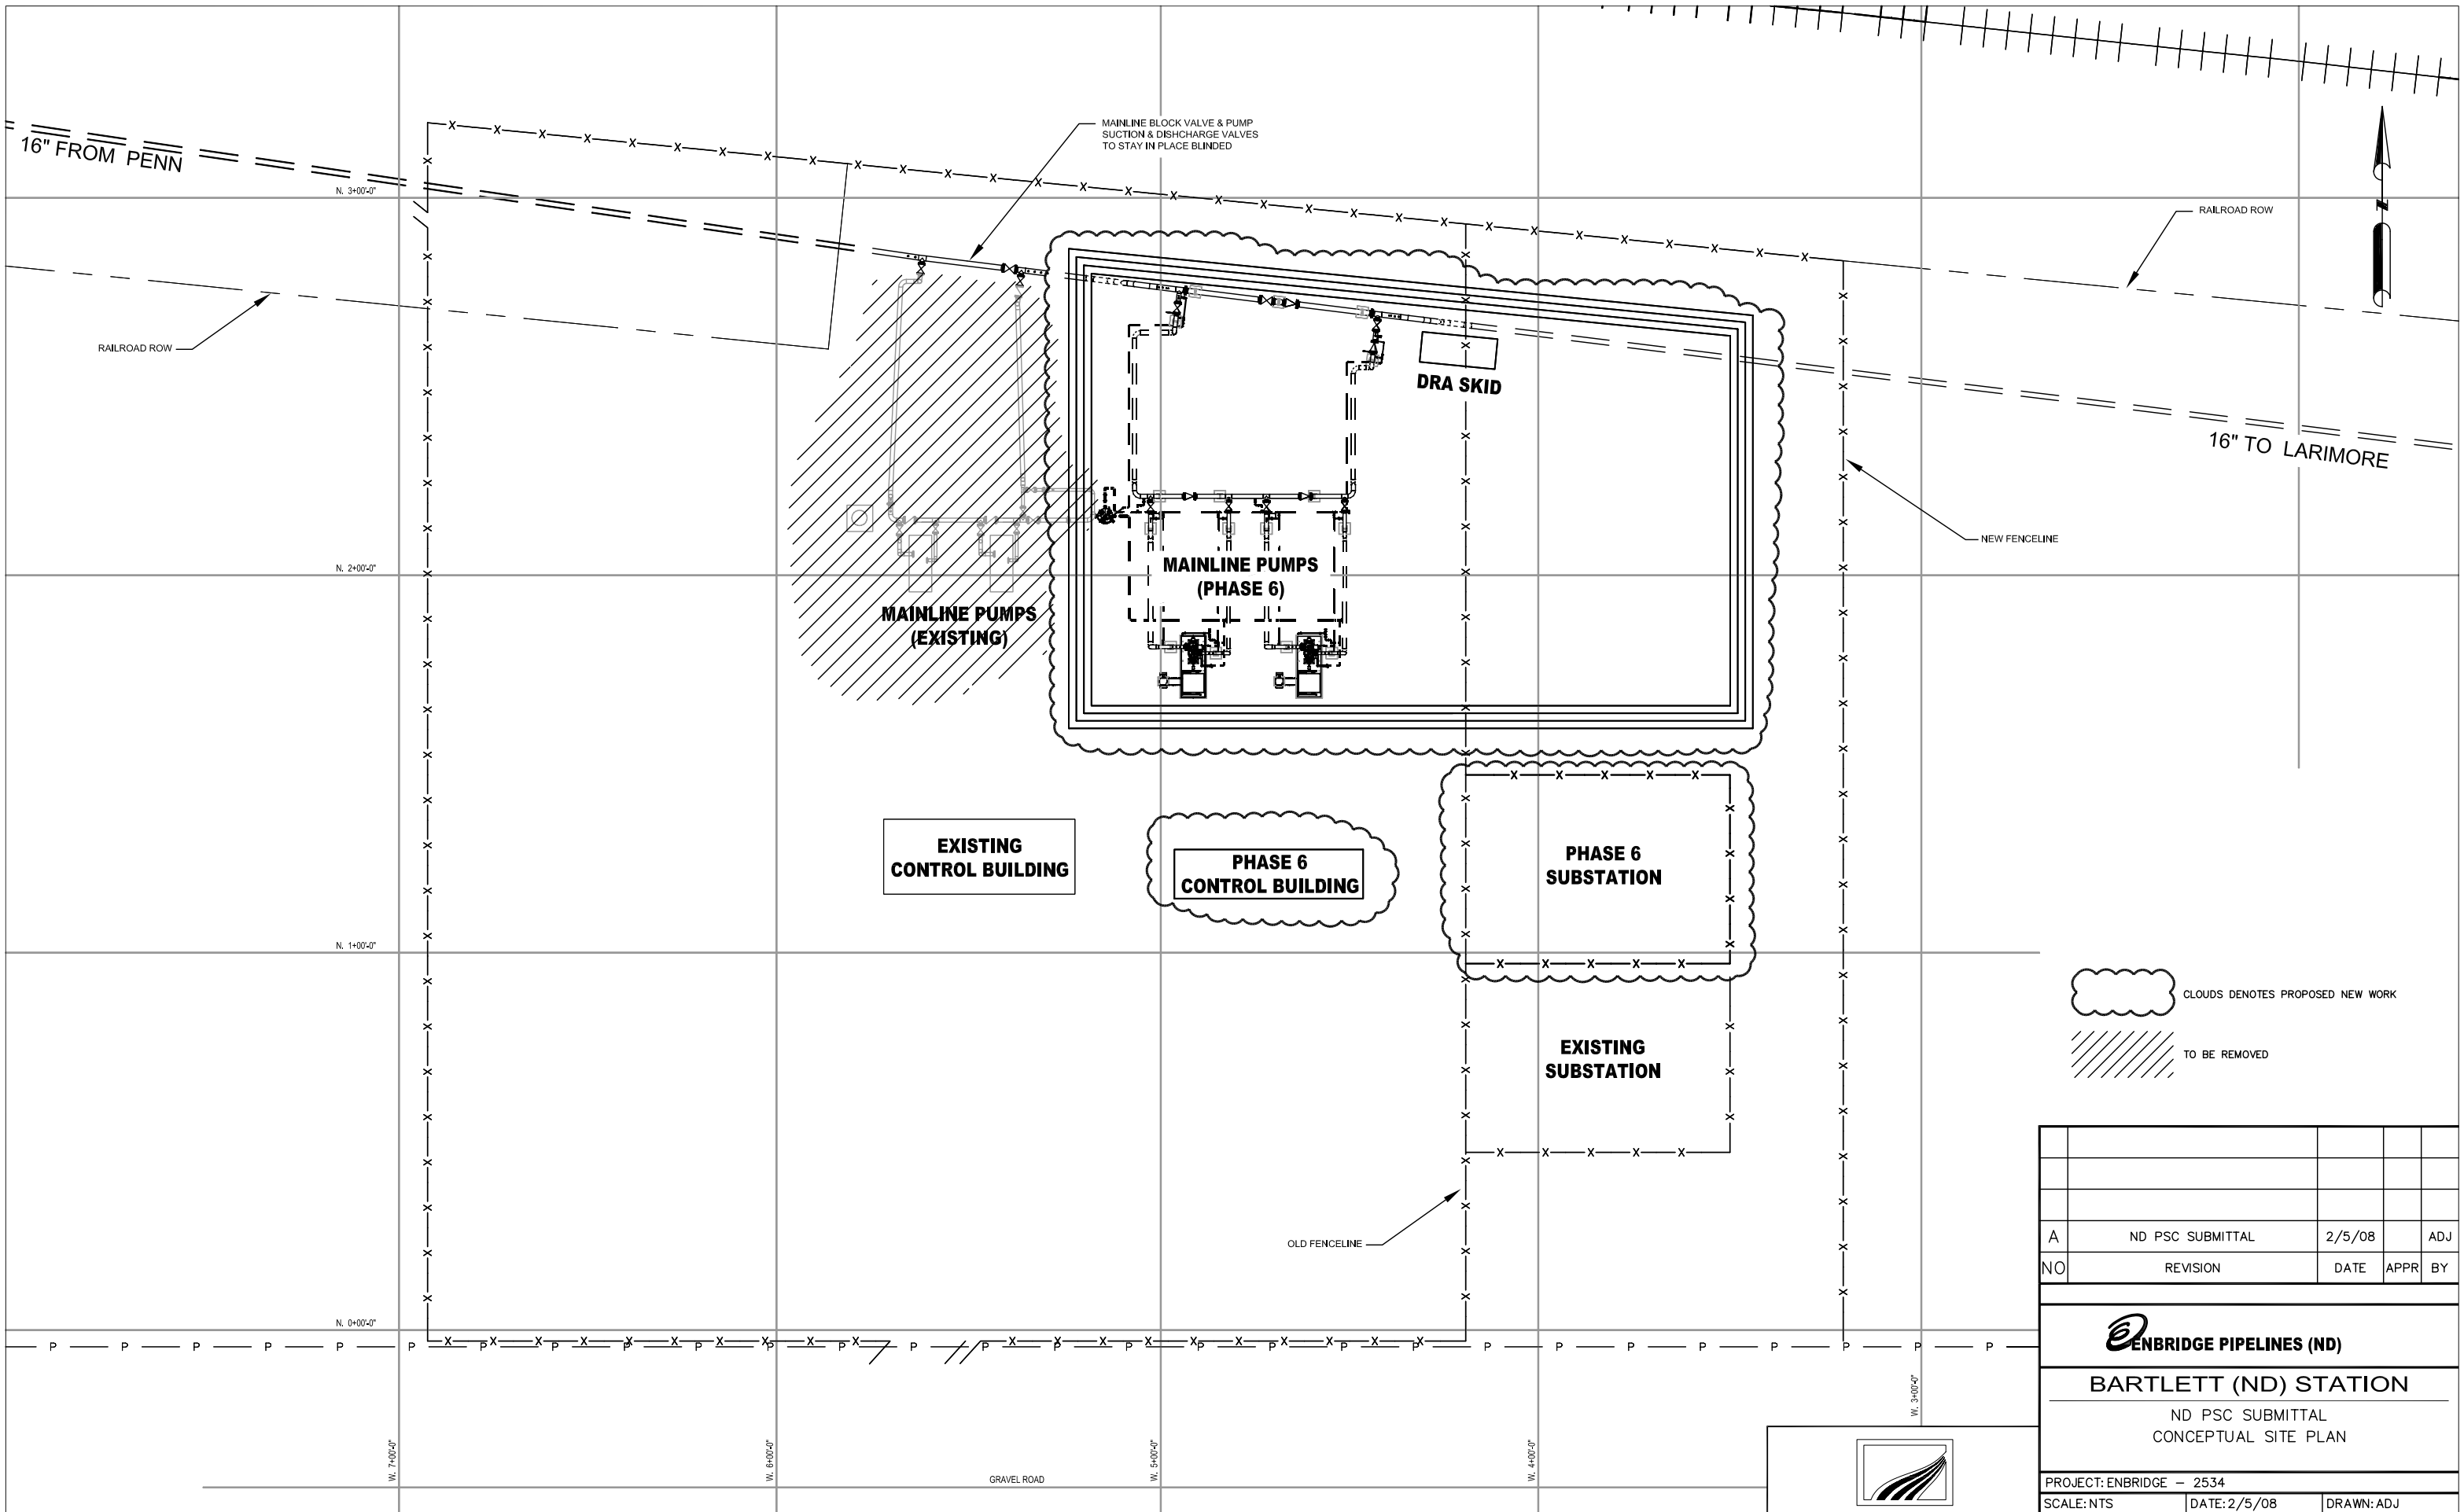 16" FROM PENN
N. 3+00'-0"
MAINLINE BLOCK VALVE & PUMP
SUCTION & DISHCHARGE VALVES
TO STAY IN PLACE BLINDED
RAILROAD ROW
RAILROAD ROW
DRA SKID
16" TO LARIMORE
NEW FENCELINE
N. 2+00'-0"
MAINLINE PUMPS
(PHASE 6)
MAINLINE PUMPS
(EXISTING)
EXISTING
CONTROL BUILDING
PHASE 6
CONTROL BUILDING
PHASE 6
SUBSTATION
N. 1+00'-0"
CLOUDS DENOTES PROPOSED NEW WORK
TO BE REMOVED
EXISTING
SUBSTATION
OLD FENCELINE
N. 0+00'-0"
W. 7+00'-0"
W. 6+00'-0"
W. 5+00'-0"
W. 4+00'-0"
W. 3+00'-0"
GRAVEL ROAD
A ND PSC SUBMITTAL 2/5/08 ADJ
NO REVISION DATE APPR BY
ENBRIDGE PIPELINES (ND)
BARTLETT (ND) STATION
ND PSC SUBMITTAL
CONCEPTUAL SITE PLAN
PROJECT: ENBRIDGE - 2534
SCALE: NTS DATE: 2/5/08 DRAWN: ADJ